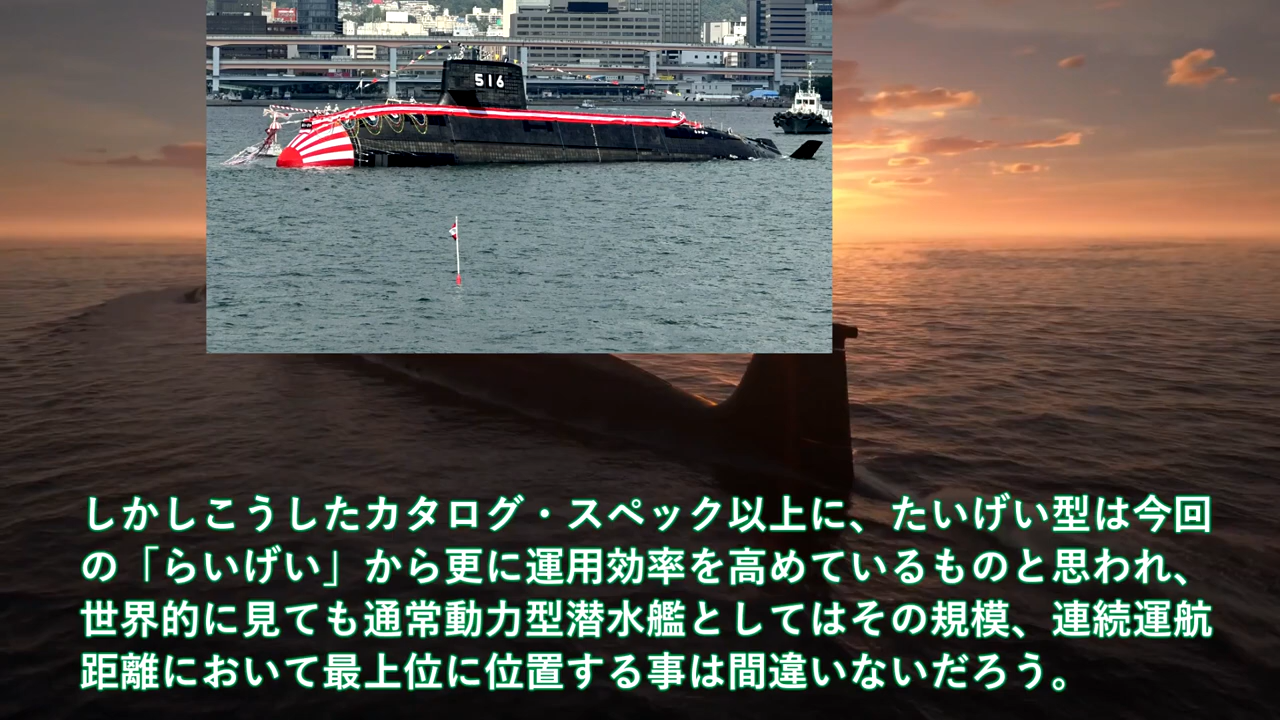 516
しかしこうしたカタログ・スペック以上に、たいげい型は今回
の「らいげい」から更に運用効率を高めているものと思われ、
世界的に見ても通常動力型潜水艦としてはその規模、連続運航
距離において最上位に位置する事は間違いないだろう。